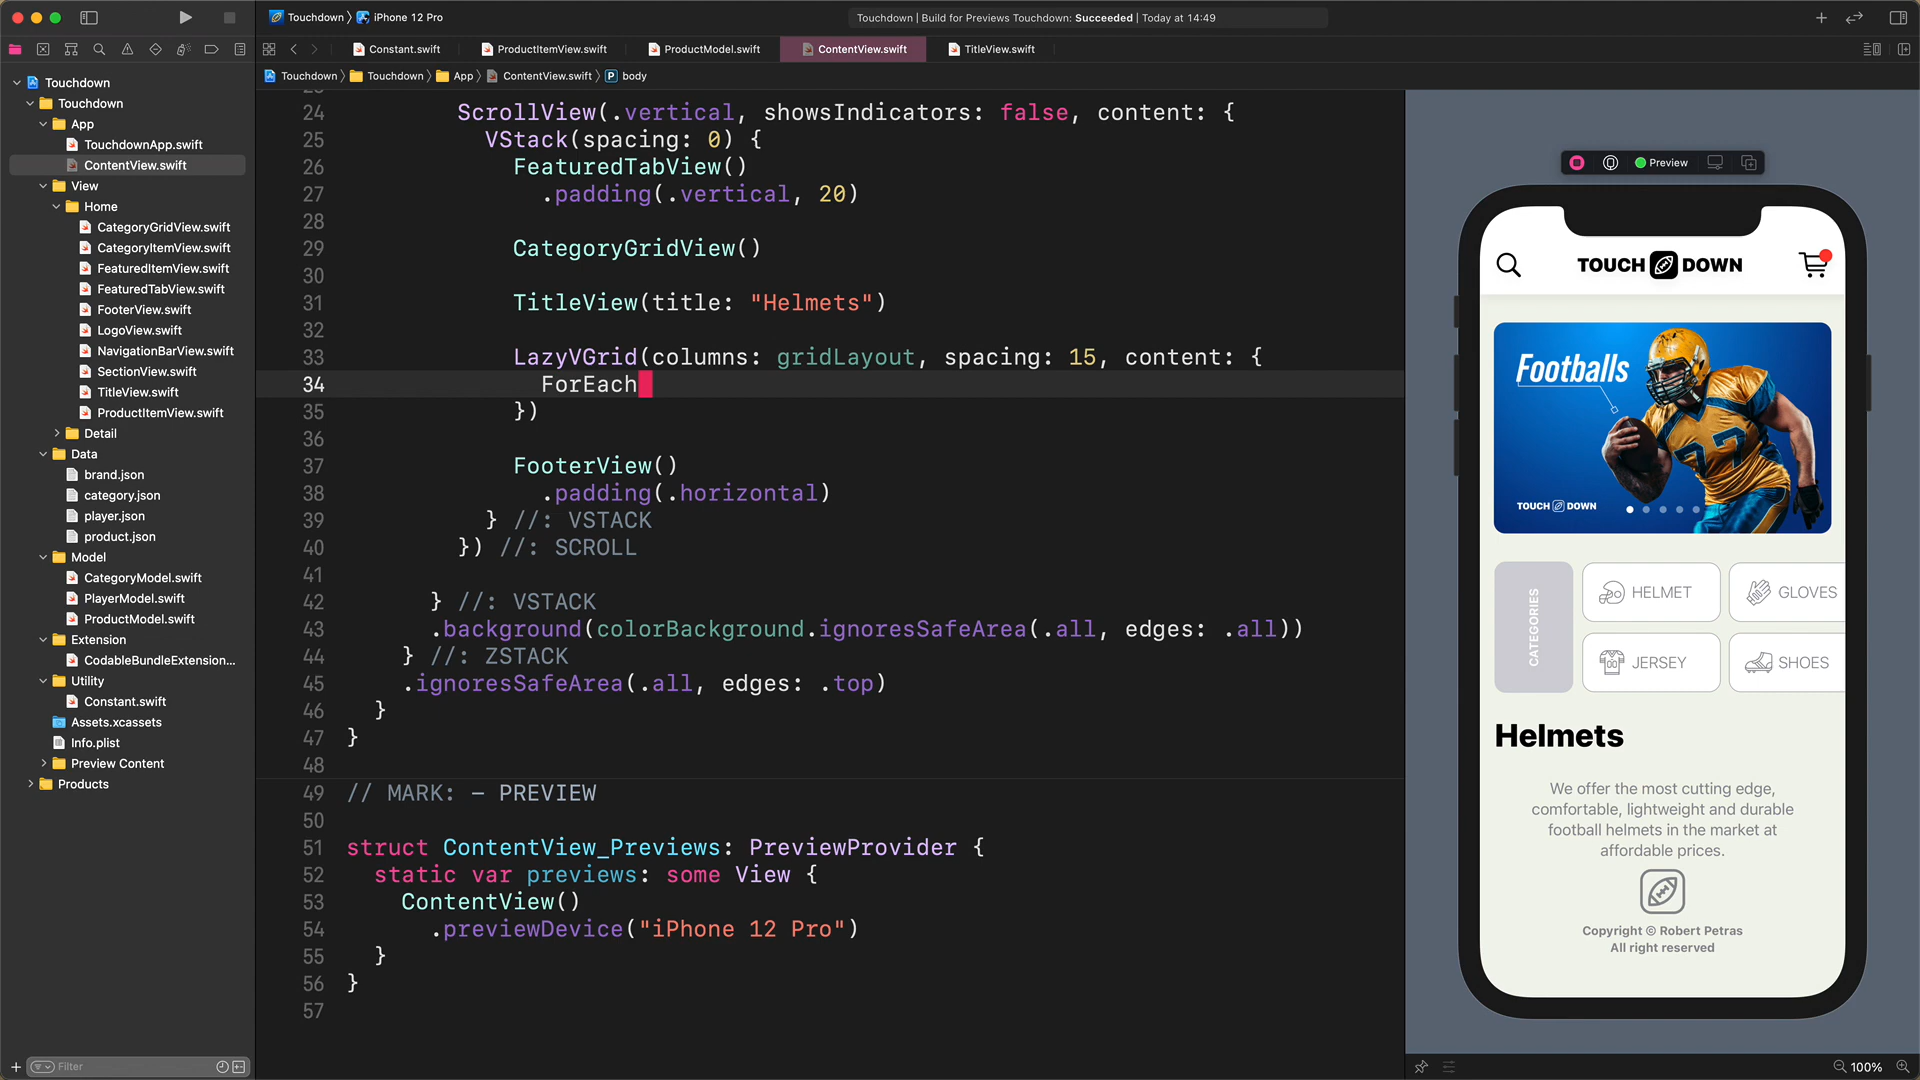 Touchdown 〉 iPhone 12 Pro
Touchdown | Build for Previews Touchdown: Succeeded | Today at 14:49
Constant.swift
ProductItemView.swift
ProductModel.swift
ContentView.swift
TitleView.swift
Touchdown 〉 Touchdown 〉 App 〉 ContentView.swift 〉 P body
Touchdown
Touchdown
App
TouchdownApp.swift
ContentView.swift
View
Home
CategoryGridView.swift
CategoryItemView.swift
FeaturedItemView.swift
FeaturedTabView.swift
FooterView.swift
LogoView.swift
NavigationBarView.swift
SectionView.swift
TitleView.swift
ProductItemView.swift
Detail
Data
brand.json
category.json
player.json
product.json
Model
CategoryModel.swift
PlayerModel.swift
ProductModel.swift
Extension
CodableBundleExtension...
Utility
Constant.swift
Assets.xcassets
Info.plist
Preview Content
Products
Filter
24 ScrollView(.vertical, showsIndicators: false, content: {
25 VStack(spacing: 0) {
26 FeaturedTabView()
27 .padding(.vertical, 20)
28
29 CategoryGridView()
30
31 TitleView(title: "Helmets")
32
33 LazyVGrid(columns: gridLayout, spacing: 15, content: {
34 ForEach
35 })
36
37 FooterView()
38 .padding(.horizontal)
39 } //: VSTACK
40 }) //: SCROLL
41
42 } //: VSTACK
43 .background(colorBackground.ignoresSafeArea(.all, edges: .all))
44 } //: ZSTACK
45 .ignoresSafeArea(.all, edges: .top)
46 }
47 }
48
49 // MARK: - PREVIEW
50
51 struct ContentView_Previews: PreviewProvider {
52 static var previews: some View {
53 ContentView()
54 .previewDevice("iPhone 12 Pro")
55 }
56 }
57
Preview
TOUCH DOWN
Footballs
77
TOUCH DOWN
CATEGORIES
HELMET
GLOVES
JERSEY
SHOES
Helmets
We offer the most cutting edge,
comfortable, lightweight and durable
football helmets in the market at
affordable prices.
Copyright © Robert Petras
All right reserved
100%